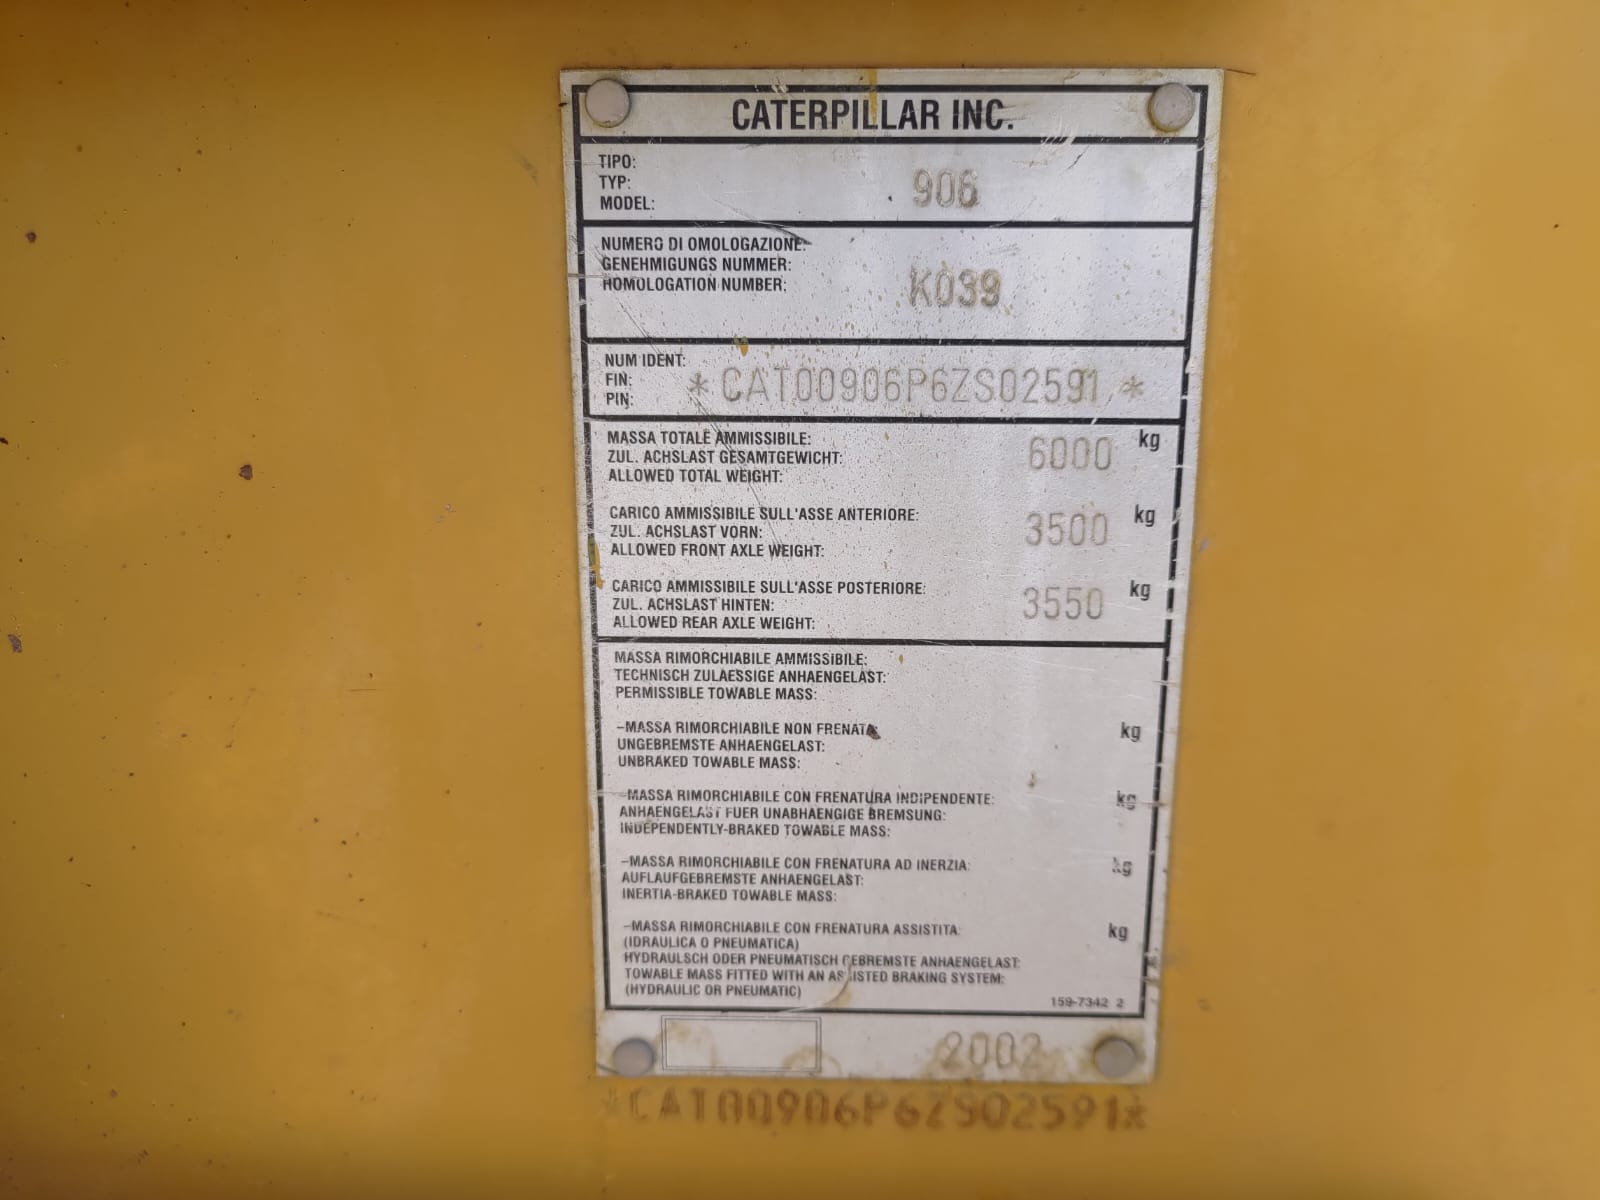 CATERPILLAR INC.
TIPO:
TYP:
MODEL: 906
NUMERO DI OMOLOGAZIONE:
GENEHMIGUNGS NUMMER:
HOMOLOGATION NUMBER: K039
NUM IDENT:
FIN: *CAT00906P6ZS02591*
PIN:
MASSA TOTALE AMMISSIBILE: kg
ZUL. ACHSLAST GESAMTGEWICHT: 6000
ALLOWED TOTAL WEIGHT:
CARICO AMMISSIBILE SULL'ASSE ANTERIORE: kg
ZUL. ACHSLAST VORN: 3500
ALLOWED FRONT AXLE WEIGHT:
CARICO AMMISSIBILE SULL'ASSE POSTERIORE: kg
ZUL. ACHSLAST HINTEN: 3550
ALLOWED REAR AXLE WEIGHT:
MASSA RIMORCHIABILE AMMISSIBILE:
TECHNISCH ZULAESSIGE ANHAENGELAST:
PERMISSIBLE TOWABLE MASS:
-MASSA RIMORCHIABILE NON FRENATA: kg
UNGEBREMSTE ANHAENGELAST:
UNBRAKED TOWABLE MASS:
-MASSA RIMORCHIABILE CON FRENATURA INDIPENDENTE: kg
ANHAENGELAST FUER UNABHAENGIGE BREMSUNG:
INDEPENDENTLY-BRAKED TOWABLE MASS:
-MASSA RIMORCHIABILE CON FRENATURA AD INERZIA: kg
AUFLAUFGEBREMSTE ANHAENGELAST:
INERTIA-BRAKED TOWABLE MASS:
-MASSA RIMORCHIABILE CON FRENATURA ASSISTITA: kg
(IDRAULICA O PNEUMATICA)
HYDRAULSCH ODER PNEUMATISCH GEBREMSTE ANHAENGELAST:
TOWABLE MASS FITTED WITH AN ASSISTED BRAKING SYSTEM:
(HYDRAULIC OR PNEUMATIC)
159-7342 2
2002
*CAT00906P6ZS02591*